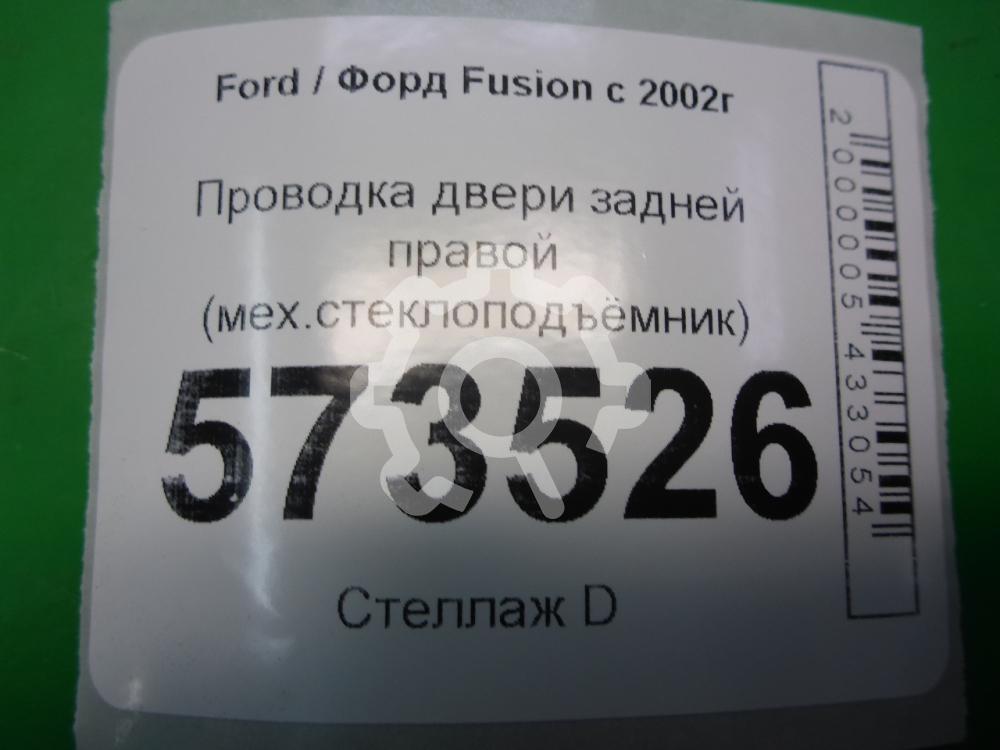 Ford / Форд Fusion с 2002г
Проводка двери задней
правой
(мех.стеклоподъёмник)
573526
Стеллаж D
2000005433054